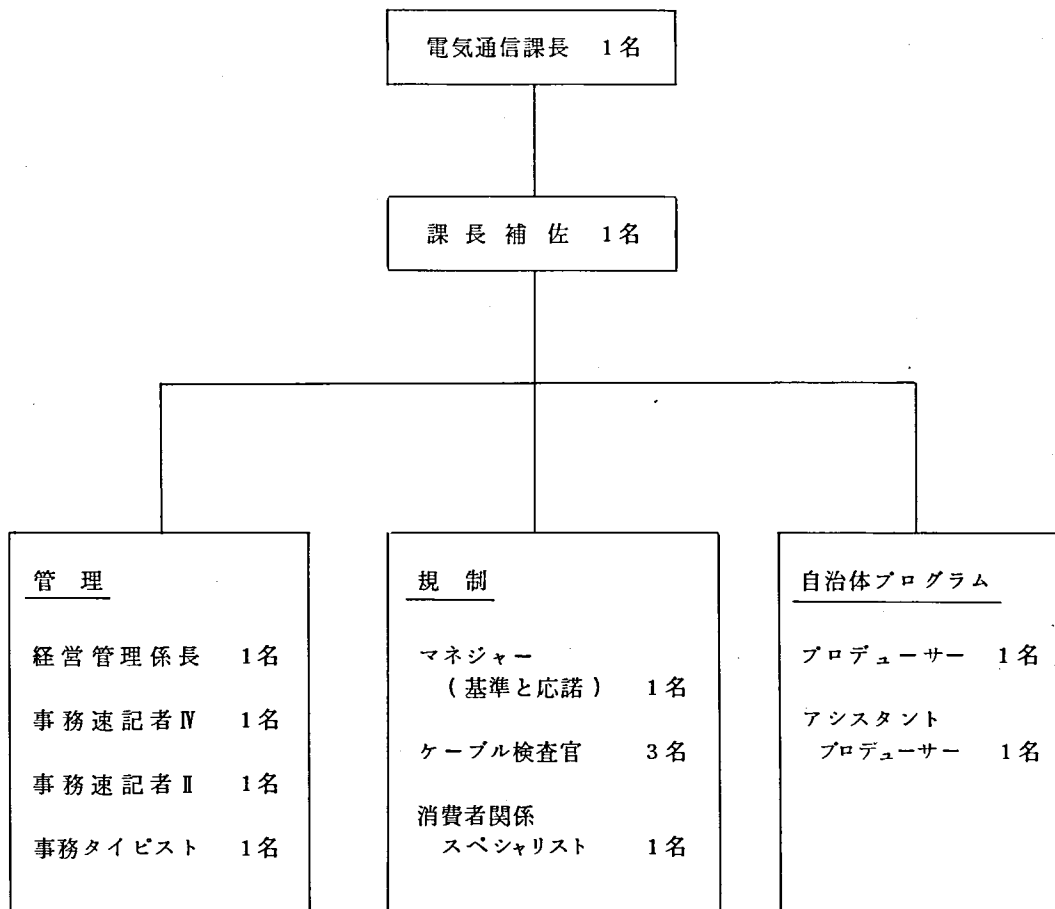 電気通信課長 1名
課長補佐 1名
管理
経営管理係長 1名
事務速記者Ⅳ 1名
事務速記者Ⅱ 1名
事務タイピスト 1名
規制
マネジャー
(基準と応諾) 1名
ケーブル検査官 3名
消費者関係
スペシャリスト 1名
自治体プログラム
プロデューサー 1名
アシスタント
プロデューサー 1名